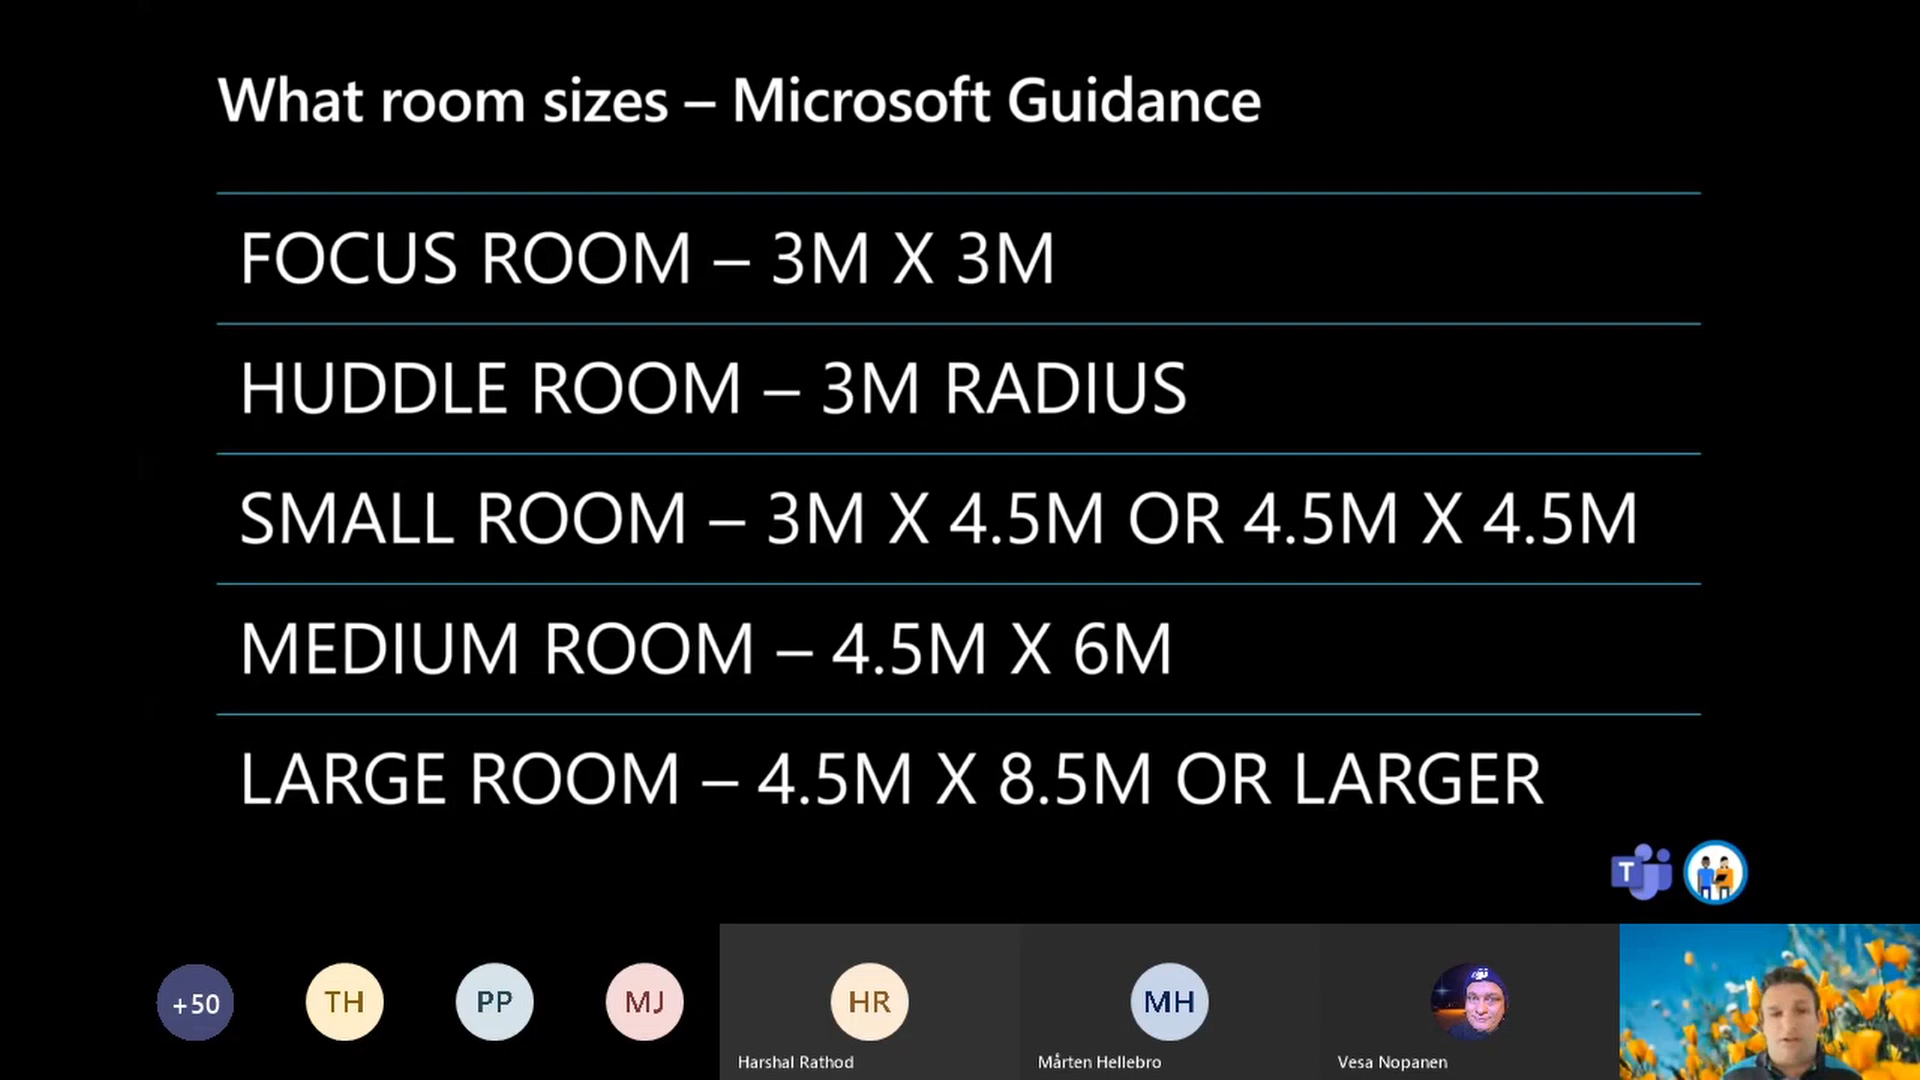 What room sizes – Microsoft Guidance
FOCUS ROOM – 3M X 3M
HUDDLE ROOM – 3M RADIUS
SMALL ROOM – 3M X 4.5M OR 4.5M X 4.5M
MEDIUM ROOM – 4.5M X 6M
LARGE ROOM – 4.5M X 8.5M OR LARGER
T
+50
TH
PP
MJ
HR
MH
Harshal Rathod
Mårten Hellebro
Vesa Nopanen